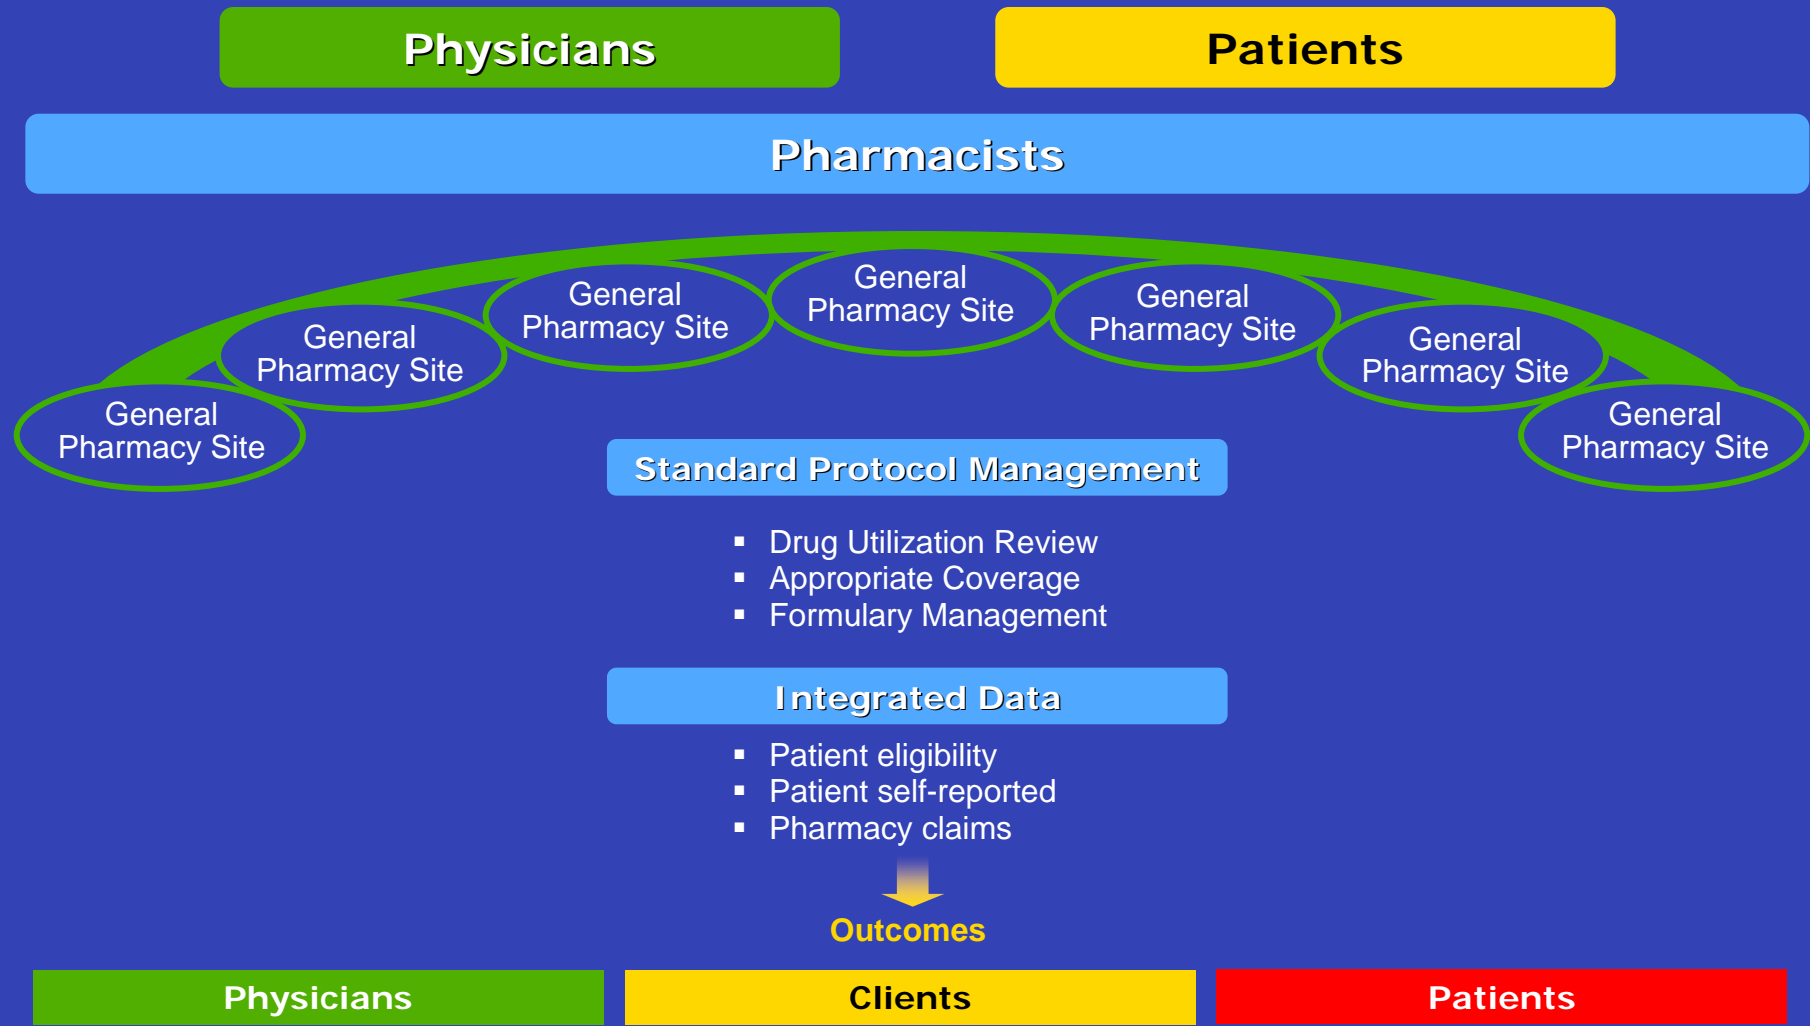 Physicians
Patients
Pharmacists
General
Pharmacy Site
General
Pharmacy Site
General
Pharmacy Site
General
Pharmacy Site
General
Pharmacy Site
General
Pharmacy Site
General
Pharmacy Site
Standard Protocol Management
▪ Drug Utilization Review
▪ Appropriate Coverage
▪ Formulary Management
Integrated Data
▪ Patient eligibility
▪ Patient self-reported
▪ Pharmacy claims
Outcomes
Physicians
Clients
Patients